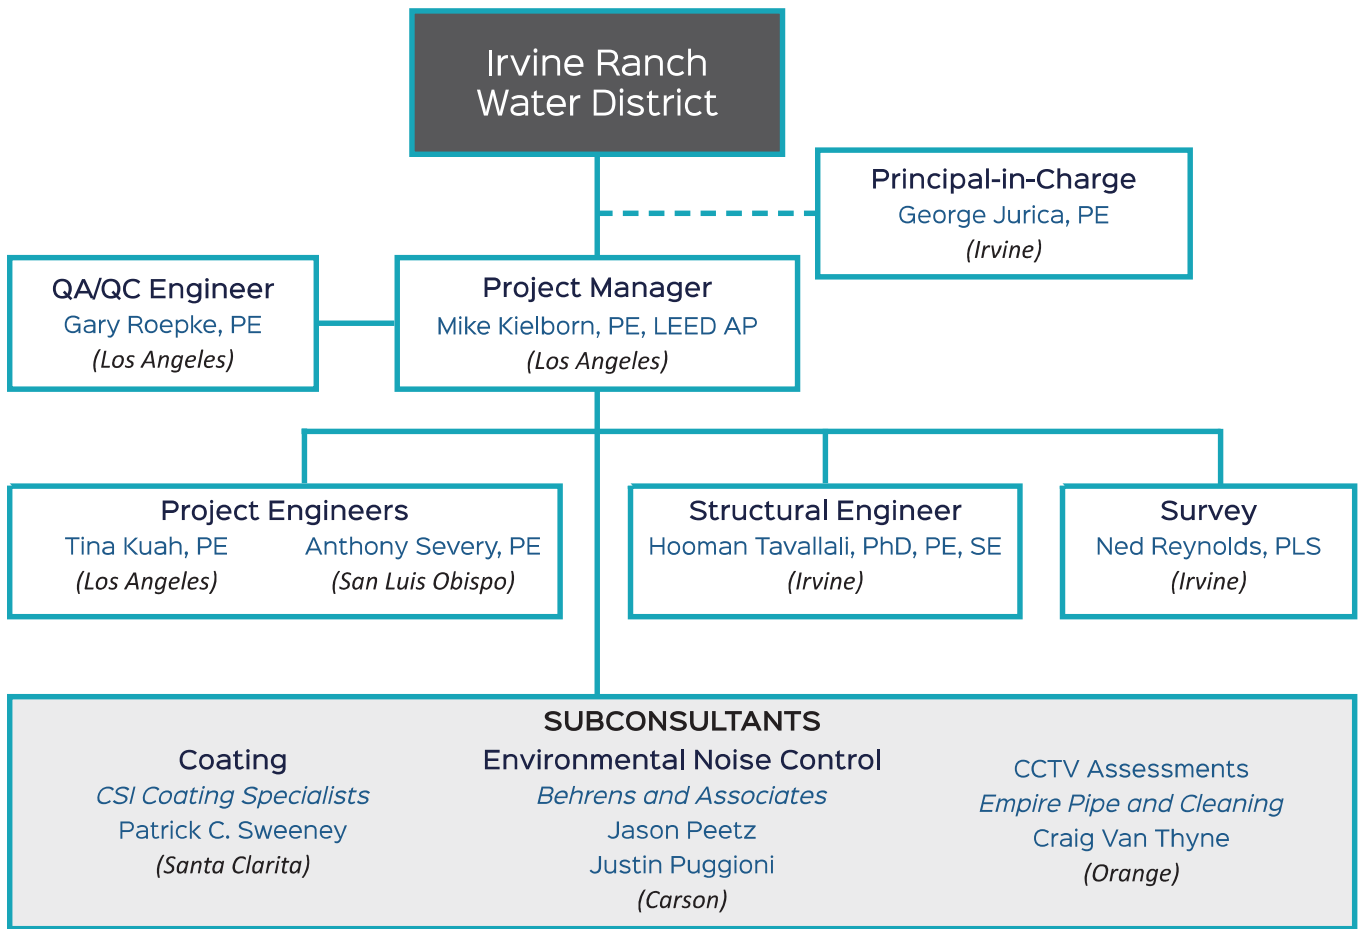 Irvine Ranch
Water District
Principal-in-Charge
George Jurica, PE
(Irvine)
QA/QC Engineer
Gary Roepke, PE
(Los Angeles)
Project Manager
Mike Kielborn, PE, LEED AP
(Los Angeles)
Project Engineers
Tina Kuah, PE
(Los Angeles)
Anthony Severy, PE
(San Luis Obispo)
Structural Engineer
Hooman Tavallali, PhD, PE, SE
(Irvine)
Survey
Ned Reynolds, PLS
(Irvine)
SUBCONSULTANTS
Coating
CSI Coating Specialists
Patrick C. Sweeney
(Santa Clarita)
Environmental Noise Control
Behrens and Associates
Jason Peetz
Justin Puggioni
(Carson)
CCTV Assessments
Empire Pipe and Cleaning
Craig Van Thyne
(Orange)